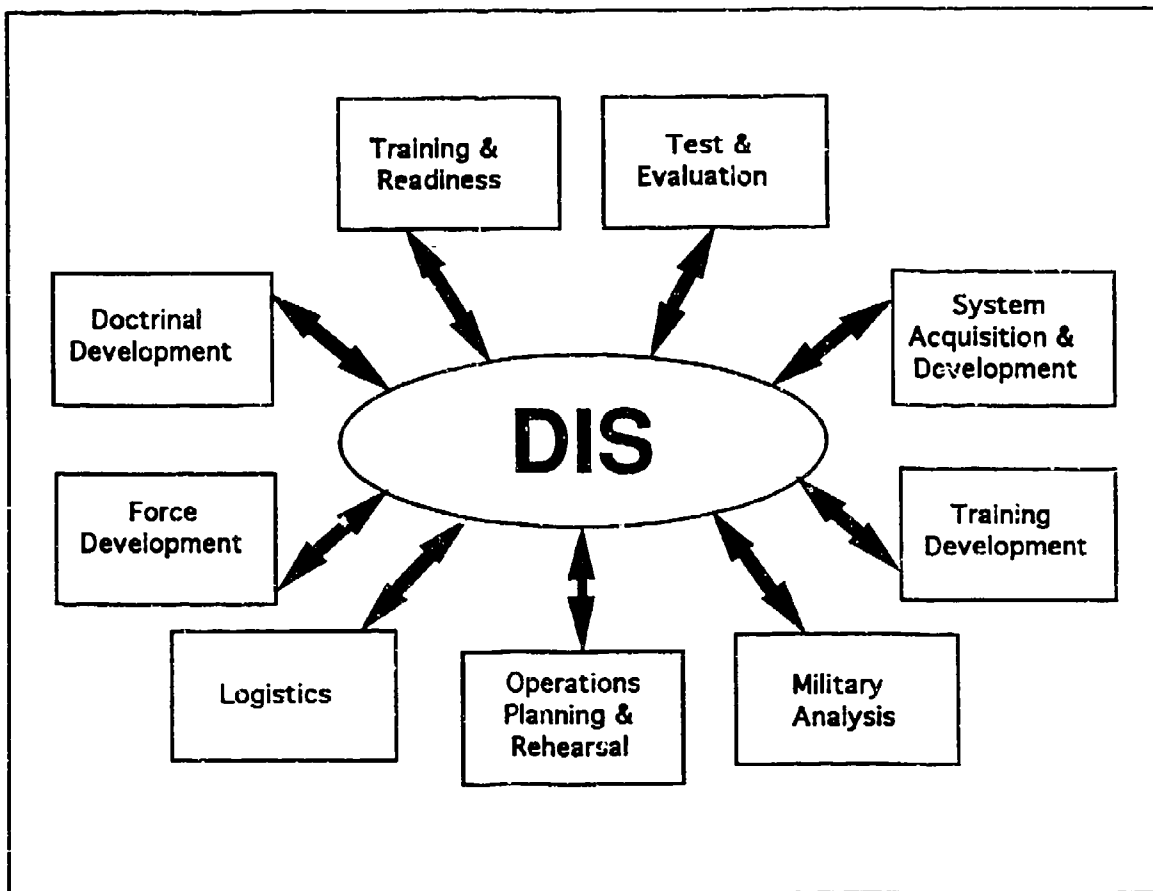 Training &
Readiness
Test &
Evaluation
Doctrinal
Development
System
Acquisition &
Development
DIS
Force
Development
Training
Development
Logistics
Operations
Planning &
Rehearsal
Military
Analysis